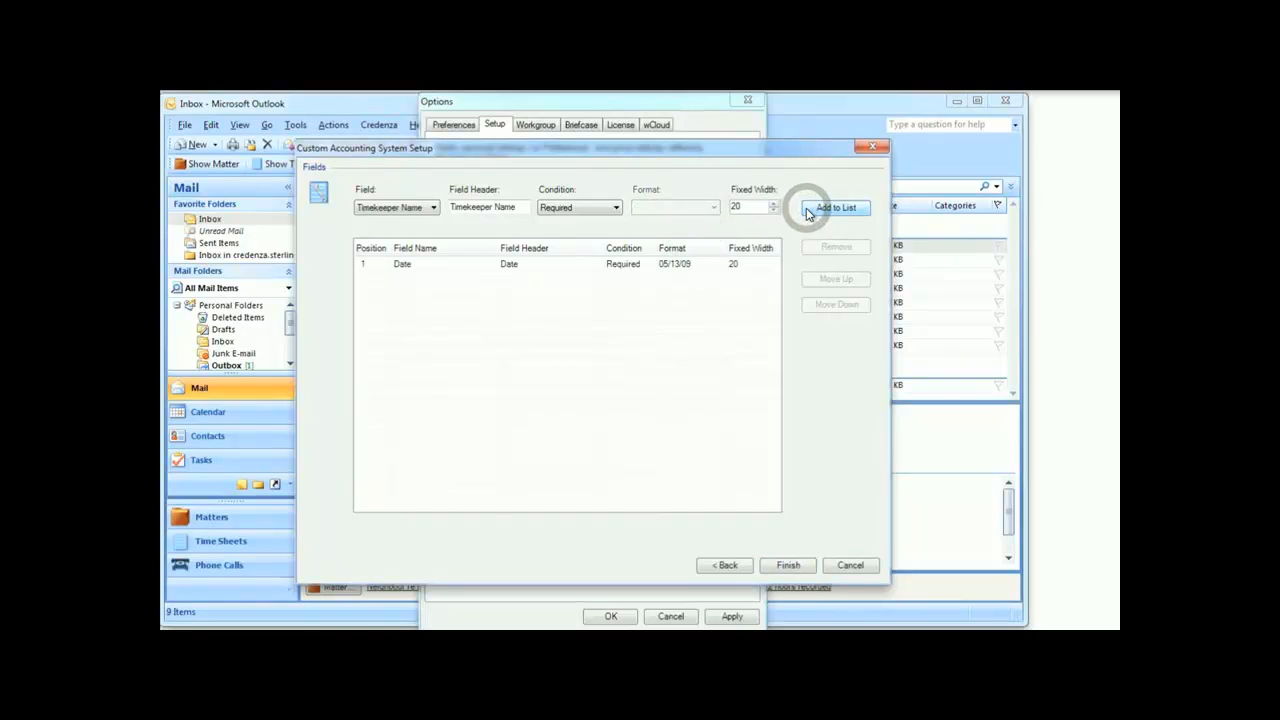 Inbox - Microsoft Outlook
Options
File Edit View Go Tools Actions Credenza
Type a question for help
Preferences Setup Workgroup Briefcase License wCloud
New
Show Matter Show T
Custom Accounting System Setup
Fields
Mail
Favorite Folders
Inbox
Unread Mail
Sent Items
Inbox in credenza.sterlin
Mail Folders
All Mail Items
Personal Folders
Deleted Items
Drafts
Inbox
Junk E-mail
Outbox [1]
Mail
Calendar
Contacts
Tasks
Matters
Time Sheets
Phone Calls
9 Items
Field: Field Header: Condition: Format: Fixed Width:
Timekeeper Name Timekeeper Name Required 20 Add to List
Position Field Name Field Header Condition Format Fixed Width
1 Date Date Required 05/13/09 20
Remove
Move Up
Move Down
< Back Finish Cancel
Categories
KB
KB
KB
KB
KB
KB
KB
KB
KB
Matter
OK Cancel Apply